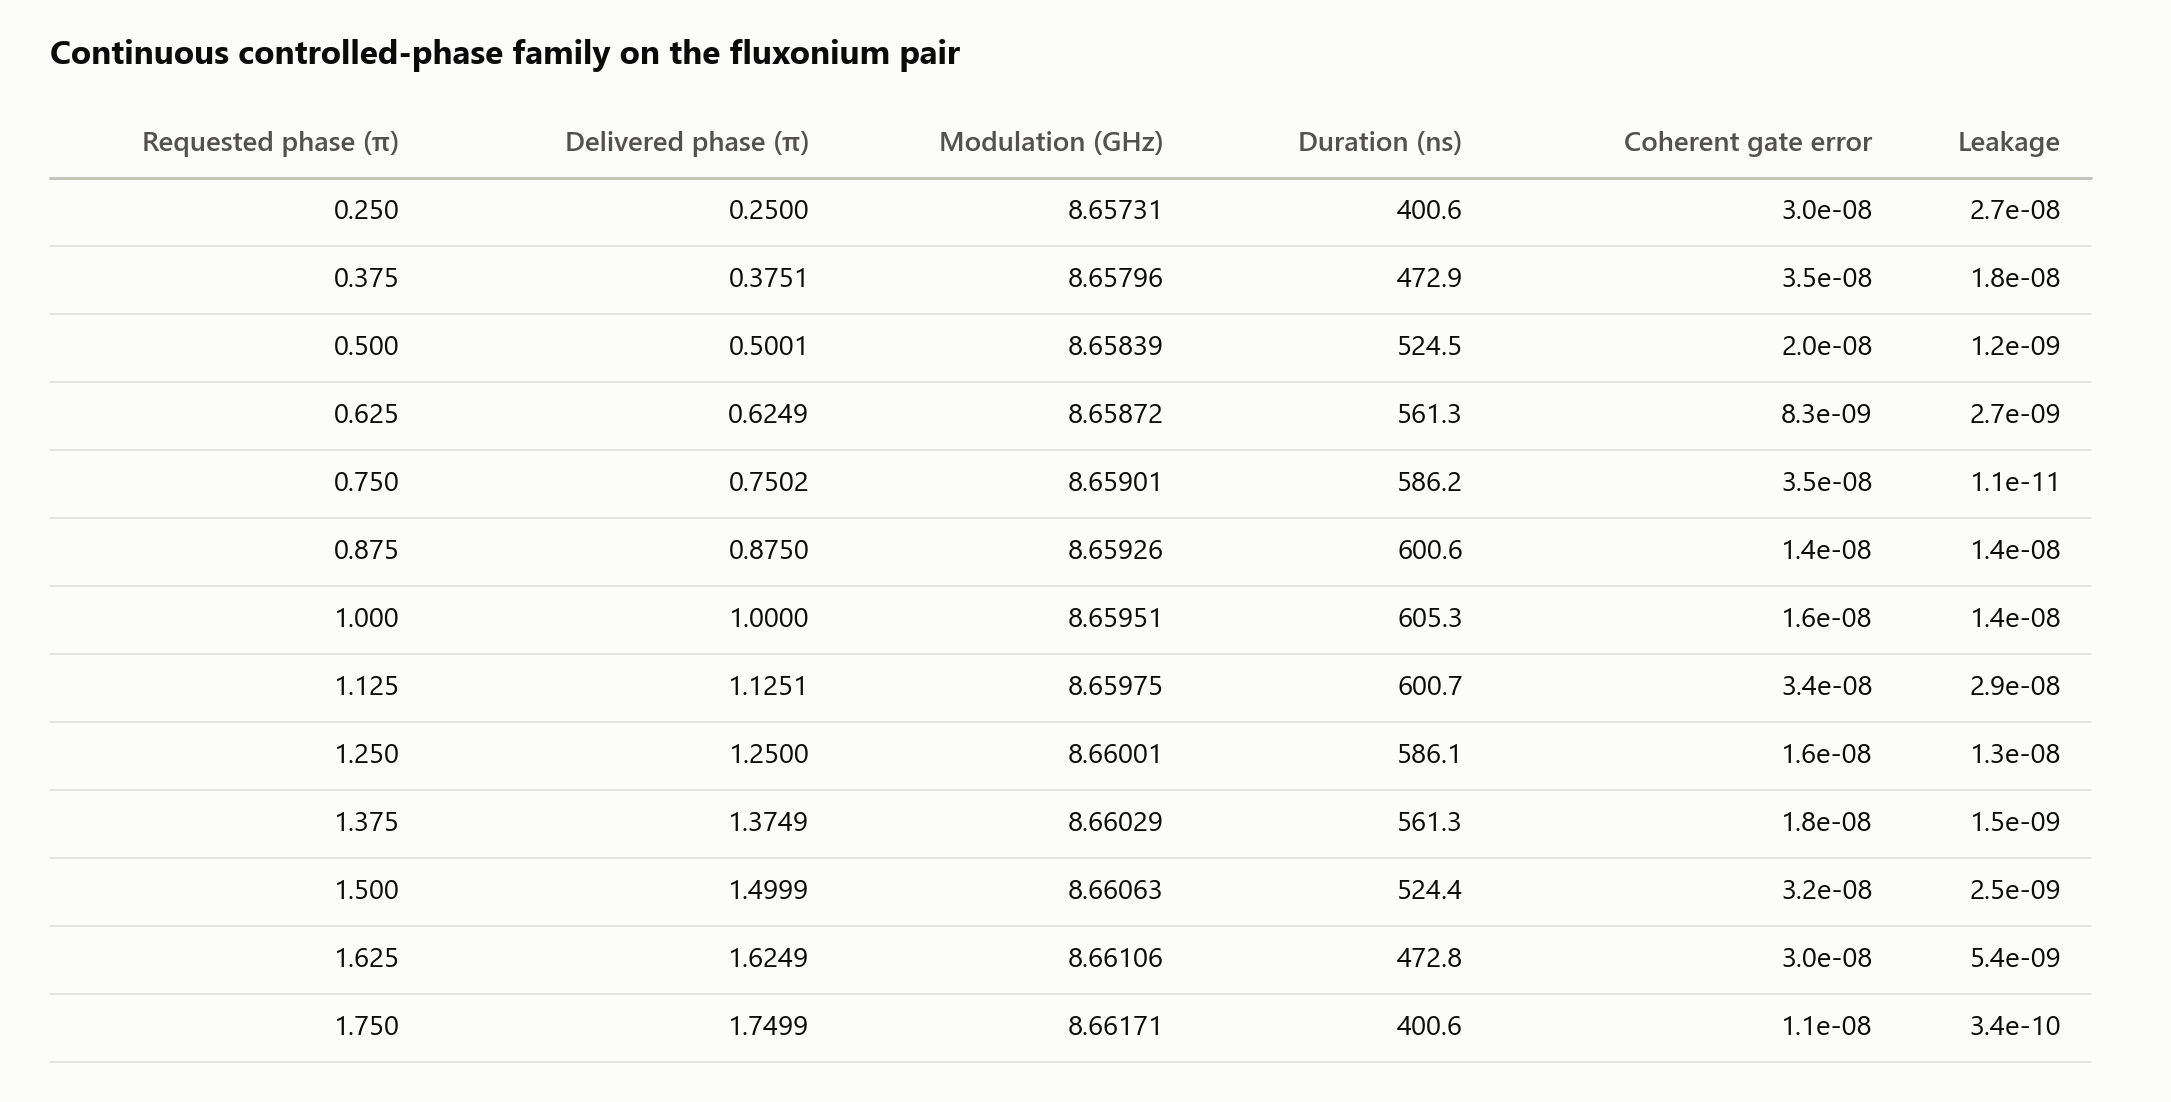 Continuous controlled-phase family on the fluxonium pair
Requested phase (π) Delivered phase (π) Modulation (GHz) Duration (ns) Coherent gate error Leakage
0.250 0.2500 8.65731 400.6 3.0e-08 2.7e-08
0.375 0.3751 8.65796 472.9 3.5e-08 1.8e-08
0.500 0.5001 8.65839 524.5 2.0e-08 1.2e-09
0.625 0.6249 8.65872 561.3 8.3e-09 2.7e-09
0.750 0.7502 8.65901 586.2 3.5e-08 1.1e-11
0.875 0.8750 8.65926 600.6 1.4e-08 1.4e-08
1.000 1.0000 8.65951 605.3 1.6e-08 1.4e-08
1.125 1.1251 8.65975 600.7 3.4e-08 2.9e-08
1.250 1.2500 8.66001 586.1 1.6e-08 1.3e-08
1.375 1.3749 8.66029 561.3 1.8e-08 1.5e-09
1.500 1.4999 8.66063 524.4 3.2e-08 2.5e-09
1.625 1.6249 8.66106 472.8 3.0e-08 5.4e-09
1.750 1.7499 8.66171 400.6 1.1e-08 3.4e-10